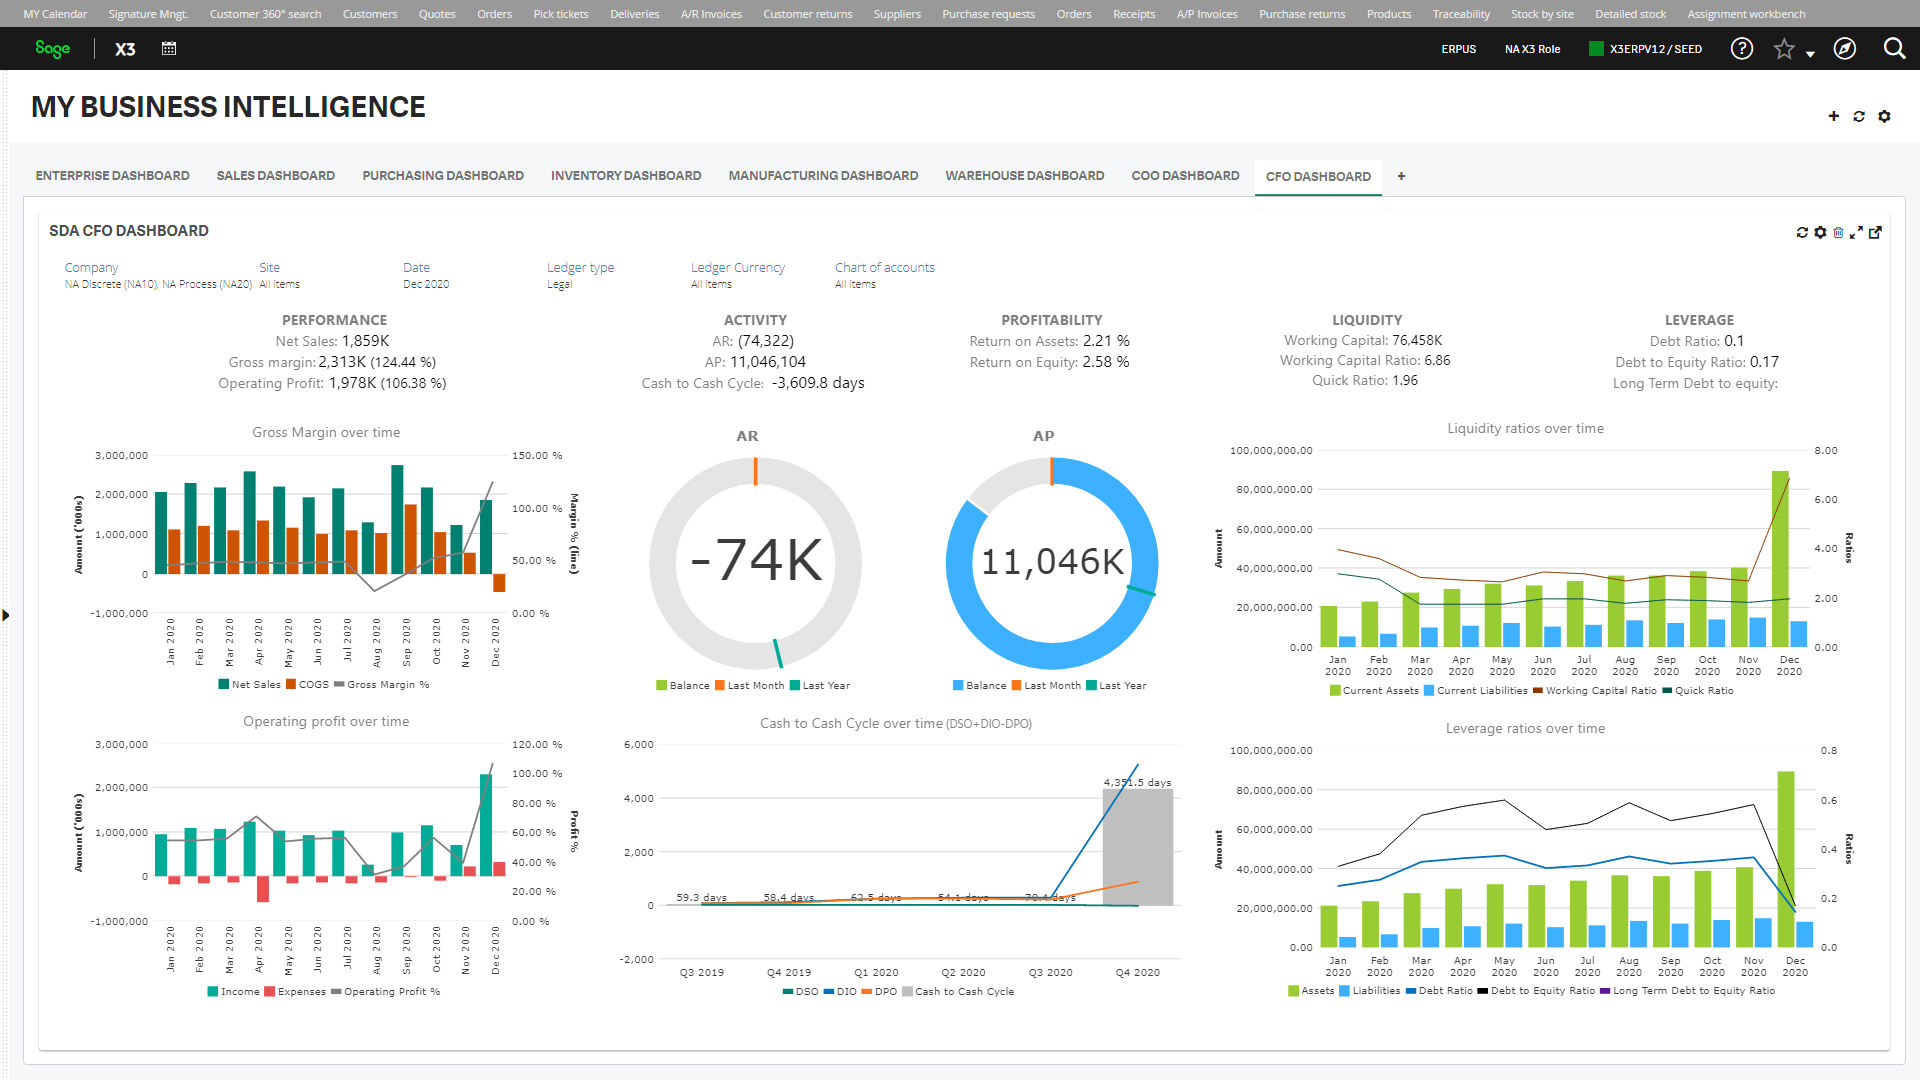 MY Calendar Signature Mngt. Customer 360° search Customers Quotes Orders Pick tickets Deliveries A/R Invoices Customer returns Suppliers Purchase requests Orders Receipts A/P Invoices Purchase returns Products Traceability Stock by site Detailed stock Assignment workbench
Sage X3 ERPUS NA X3 Role X3ERPV12 / SEED
MY BUSINESS INTELLIGENCE
ENTERPRISE DASHBOARD SALES DASHBOARD PURCHASING DASHBOARD INVENTORY DASHBOARD MANUFACTURING DASHBOARD WAREHOUSE DASHBOARD COO DASHBOARD CFO DASHBOARD +
SDA CFO DASHBOARD
Company Site Date Ledger type Ledger Currency Chart of accounts
NA Discrete (NA10), NA Process (NA20) All items Dec 2020 Legal All items All items
PERFORMANCE
Net Sales: 1,859K
Gross margin: 2,313K (124.44 %)
Operating Profit: 1,978K (106.38 %)
ACTIVITY
AR: (74,322)
AP: 11,046,104
Cash to Cash Cycle: -3,609.8 days
PROFITABILITY
Return on Assets: 2.21 %
Return on Equity: 2.58 %
LIQUIDITY
Working Capital: 76,458K
Working Capital Ratio: 6.86
Quick Ratio: 1.96
LEVERAGE
Debt Ratio: 0.1
Debt to Equity Ratio: 0.17
Long Term Debt to equity:
Gross Margin over time
Amount ('000s)
3,000,000
2,000,000
1,000,000
0
-1,000,000
150.00 %
100.00 %
50.00 %
0.00 %
Margin % (line)
Jan 2020 Feb 2020 Mar 2020 Apr 2020 May 2020 Jun 2020 Jul 2020 Aug 2020 Sep 2020 Oct 2020 Nov 2020 Dec 2020
Net Sales COGS Gross Margin %
AR
-74K
Balance Last Month Last Year
AP
11,046K
Balance Last Month Last Year
Liquidity ratios over time
Amount
100,000,000.00
80,000,000.00
60,000,000.00
40,000,000.00
20,000,000.00
0.00
8.00
6.00
4.00
2.00
0.00
Ratios
Jan Feb Mar Apr May Jun Jul Aug Sep Oct Nov Dec
2020 2020 2020 2020 2020 2020 2020 2020 2020 2020 2020 2020
Current Assets Current Liabilities Working Capital Ratio Quick Ratio
Operating profit over time
Amount ('000s)
3,000,000
2,000,000
1,000,000
0
-1,000,000
120.00 %
100.00 %
80.00 %
60.00 %
40.00 %
20.00 %
0.00 %
Profit %
Jan 2020 Feb 2020 Mar 2020 Apr 2020 May 2020 Jun 2020 Jul 2020 Aug 2020 Sep 2020 Oct 2020 Nov 2020 Dec 2020
Income Expenses Operating Profit %
Cash to Cash Cycle over time (DSO+DIO-DPO)
6,000
4,000
2,000
0
-2,000
59.3 days 58.4 days 62.5 days 54.1 days 70.4 days 4,351.5 days
Q3 2019 Q4 2019 Q1 2020 Q2 2020 Q3 2020 Q4 2020
DSO DIO DPO Cash to Cash Cycle
Leverage ratios over time
Amount
100,000,000.00
80,000,000.00
60,000,000.00
40,000,000.00
20,000,000.00
0.00
0.8
0.6
0.4
0.2
0.0
Ratios
Jan Feb Mar Apr May Jun Jul Aug Sep Oct Nov Dec
2020 2020 2020 2020 2020 2020 2020 2020 2020 2020 2020 2020
Assets Liabilities Debt Ratio Debt to Equity Ratio Long Term Debt to Equity Ratio